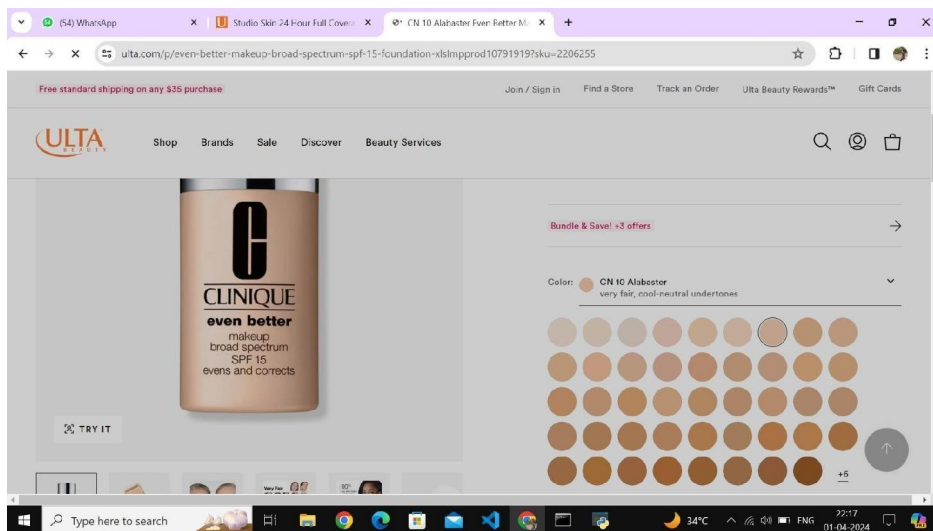 (54) WhatsApp
Studio Skin 24 Hour Full Covera
CN 10 Alabaster Even Better Ma
ulta.com/p/even-better-makeup-broad-spectrum-spf-15-foundation-xlsImpprod10791919?sku=2206255
Free standard shipping on any $35 purchase
Join / Sign in
Find a Store
Track an Order
Ulta Beauty Rewards™
Gift Cards
ULTA
BEAUTY
Shop
Brands
Sale
Discover
Beauty Services
CLINIQUE
even better
makeup
broad spectrum
SPF 15
evens and corrects
TRY IT
Bundle & Save! +3 offers
Color:
CN 10 Alabaster
very fair, cool-neutral undertones
+5
Very Fair
Type here to search
34°C
ENG
22:17
01-04-2024